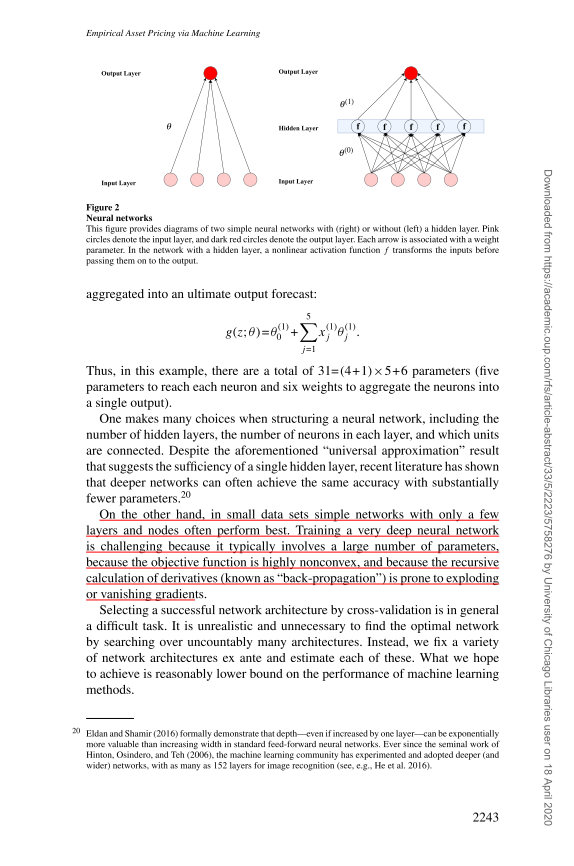 Empirical Asset Pricing via Machine Learning
Output Layer
θ
Input Layer
Output Layer
θ(1)
Hidden Layer
f f f f f
θ(0)
Input Layer
Figure 2
Neural networks
This figure provides diagrams of two simple neural networks with (right) or without (left) a hidden layer. Pink
circles denote the input layer, and dark red circles denote the output layer. Each arrow is associated with a weight
parameter. In the network with a hidden layer, a nonlinear activation function f transforms the inputs before
passing them on to the output.
aggregated into an ultimate output forecast:
g(z;θ)=θ_0^(1)+∑_{j=1}^{5} x_j^(1)θ_j^(1).
Thus, in this example, there are a total of 31=(4+1)×5+6 parameters (five
parameters to reach each neuron and six weights to aggregate the neurons into
a single output).
One makes many choices when structuring a neural network, including the
number of hidden layers, the number of neurons in each layer, and which units
are connected. Despite the aforementioned “universal approximation” result
that suggests the sufficiency of a single hidden layer, recent literature has shown
that deeper networks can often achieve the same accuracy with substantially
fewer parameters.20
On the other hand, in small data sets simple networks with only a few
layers and nodes often perform best. Training a very deep neural network
is challenging because it typically involves a large number of parameters,
because the objective function is highly nonconvex, and because the recursive
calculation of derivatives (known as “back-propagation”) is prone to exploding
or vanishing gradients.
Selecting a successful network architecture by cross-validation is in general
a difficult task. It is unrealistic and unnecessary to find the optimal network
by searching over uncountably many architectures. Instead, we fix a variety
of network architectures ex ante and estimate each of these. What we hope
to achieve is reasonably lower bound on the performance of machine learning
methods.
20 Eldan and Shamir (2016) formally demonstrate that depth—even if increased by one layer—can be exponentially
more valuable than increasing width in standard feed-forward neural networks. Ever since the seminal work of
Hinton, Osindero, and Teh (2006), the machine learning community has experimented and adopted deeper (and
wider) networks, with as many as 152 layers for image recognition (see, e.g., He et al. 2016).
2243
Downloaded from https://academic.oup.com/rfs/article-abstract/33/5/2223/5758276 by University of Chicago Libraries user on 18 April 2020